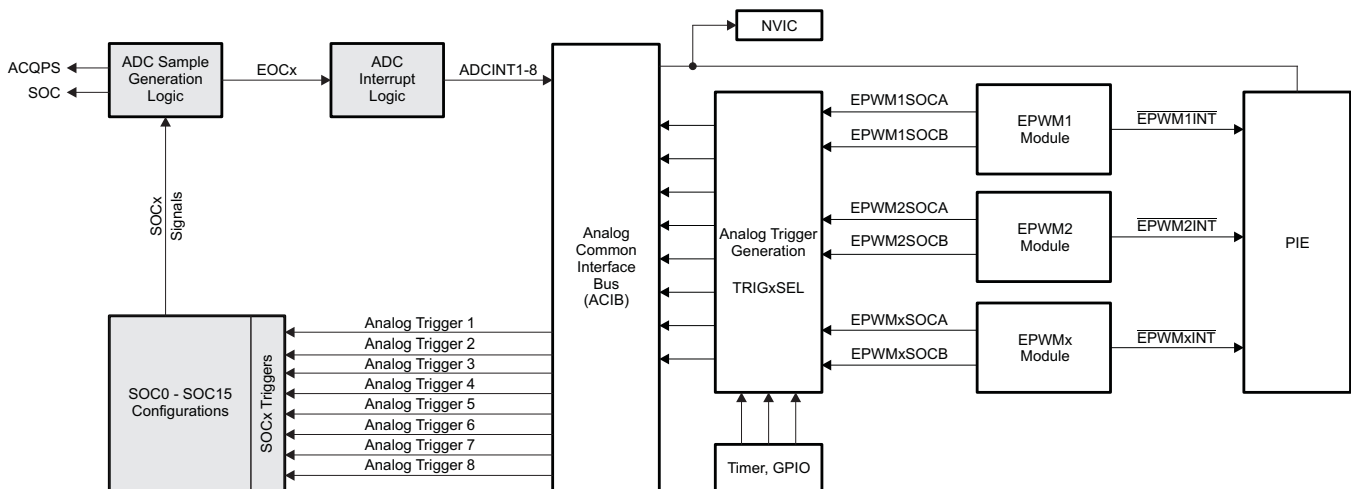 NVIC
ACQPS
SOC
ADC Sample
Generation
Logic
EOCx
ADC
Interrupt
Logic
ADCINT1-8
SOCx
Signals
SOC0 - SOC15
Configurations
SOCx Triggers
Analog Trigger 1
Analog Trigger 2
Analog Trigger 3
Analog Trigger 4
Analog Trigger 5
Analog Trigger 6
Analog Trigger 7
Analog Trigger 8
Analog
Common
Interface
Bus
(ACIB)
Analog Trigger
Generation
TRIGxSEL
Timer, GPIO
EPWM1SOCA
EPWM1SOCB
EPWM2SOCA
EPWM2SOCB
EPWMxSOCA
EPWMxSOCB
EPWM1
Module
EPWM2
Module
EPWMx
Module
EPWM1INT
EPWM2INT
EPWMxINT
PIE